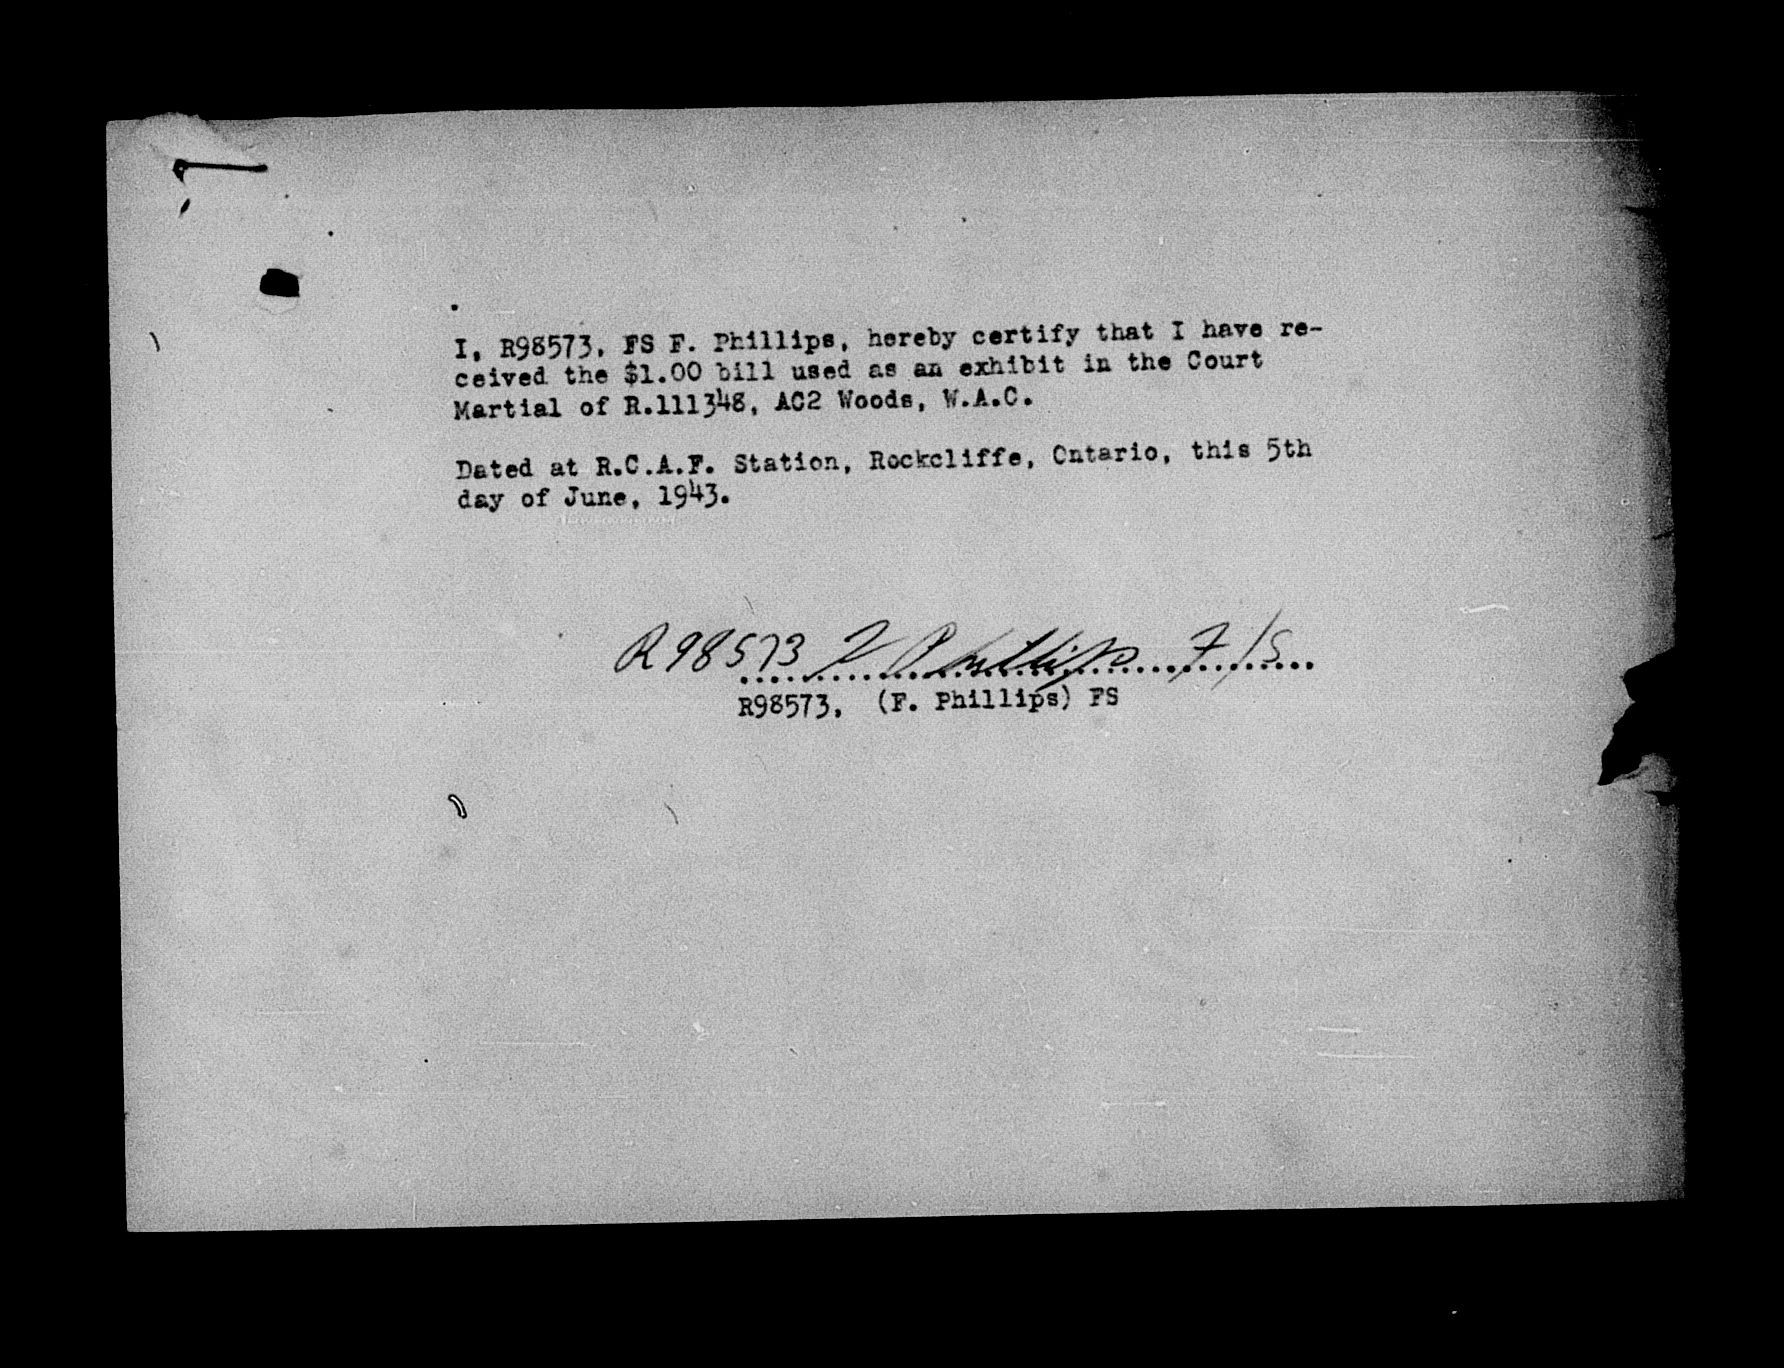 I, R98573, FS F. Phillips, hereby certify that I have re-
ceived the $1.00 bill used as an exhibit in the Court
Martial of R.111348, AC2 Woods, W.A.C.
Dated at R.C.A.F. Station, Rockcliffe, Ontario, this 5th
day of June, 1943.
R98573 F Phillips F/S
R98573, (F. Phillips) FS